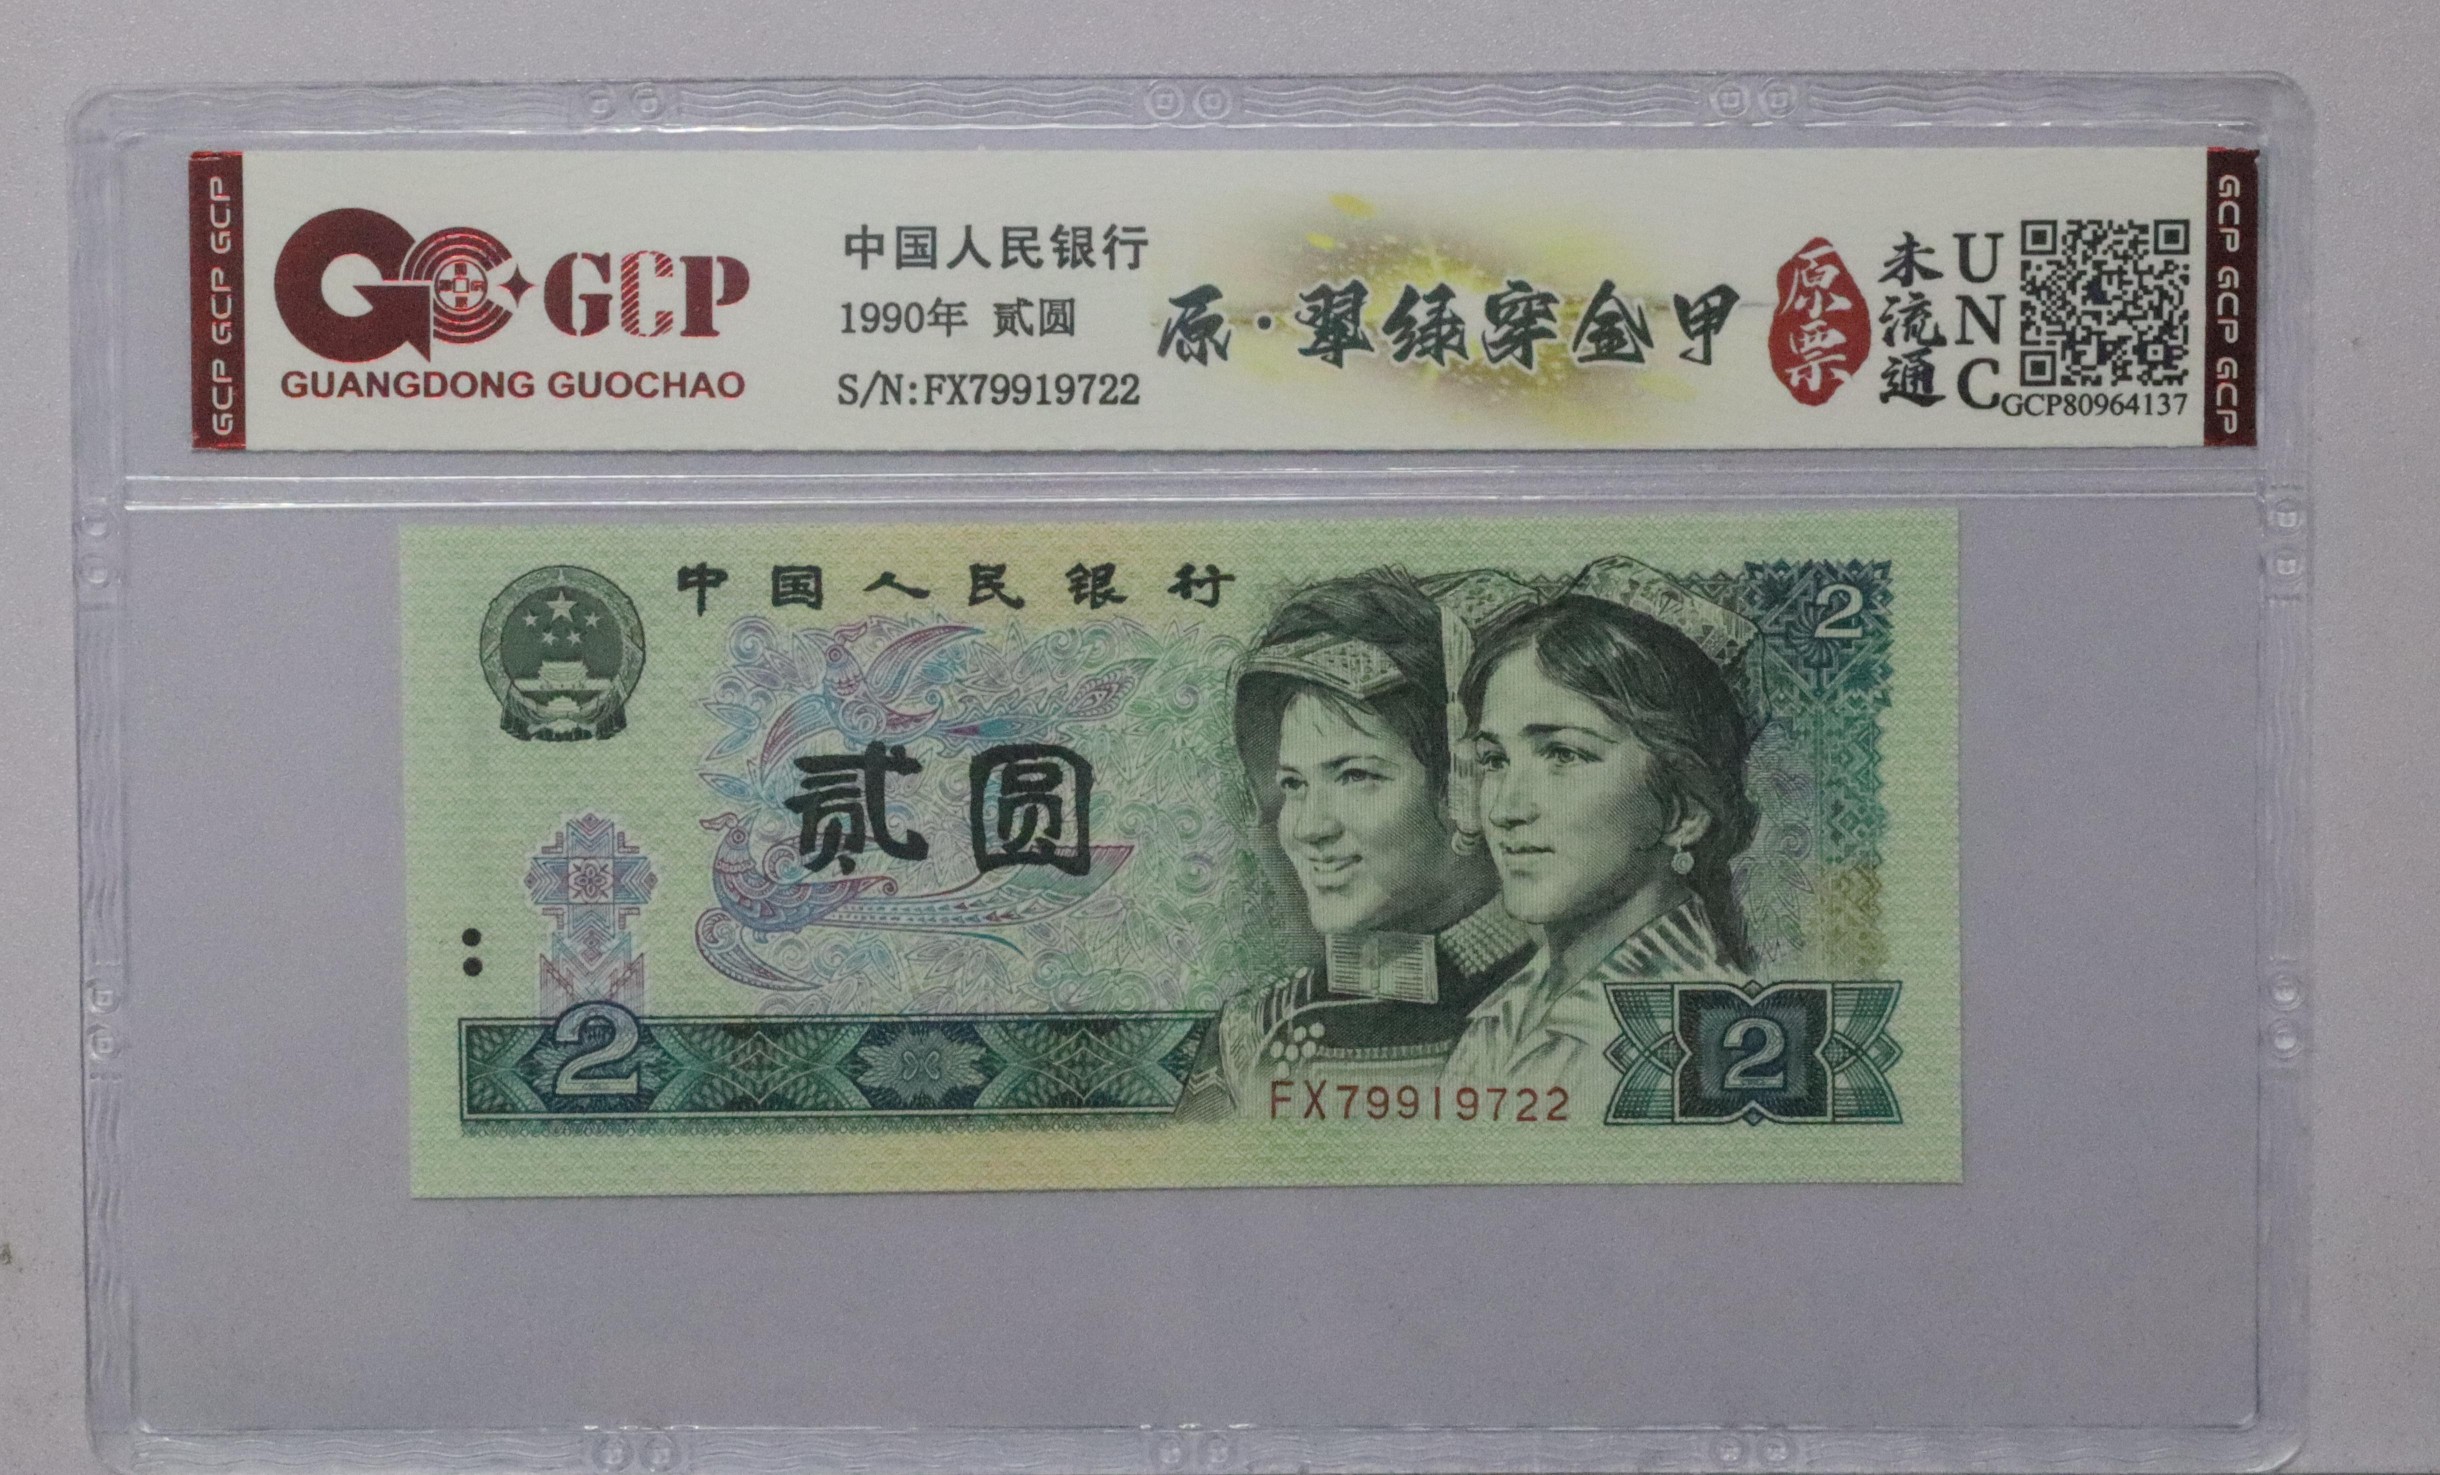 GCP GCP GCP
GCP
GUANGDONG GUOCHAO
中国人民银行
1990年 贰圆
S/N:FX79919722
原·翠绿穿金甲
原票
未流通
UNC
GCP80964137
GCP GCP GCP
中国人民银行
2
贰圆
2
FX79919722
2